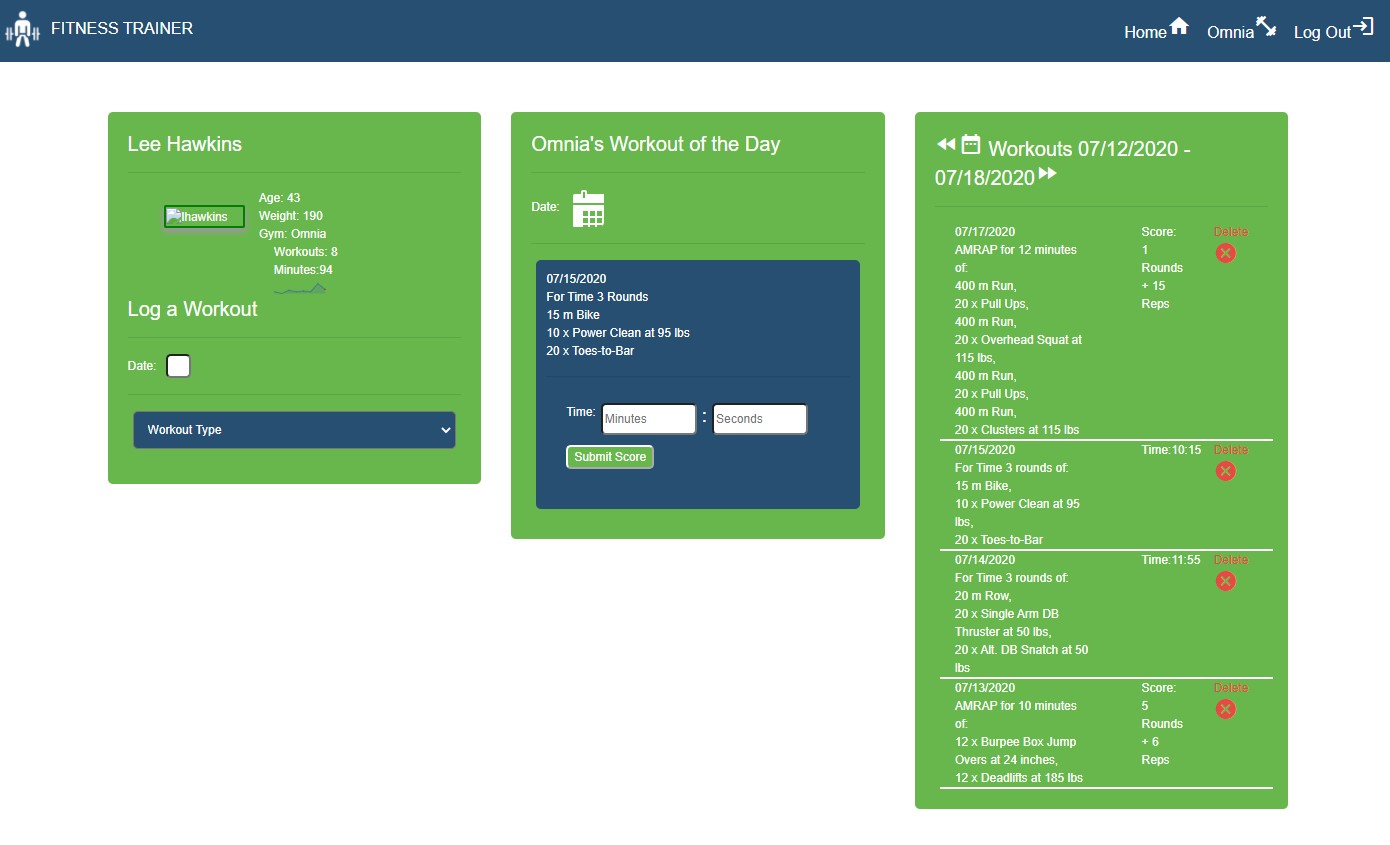 FITNESS TRAINER
Home
Omnia
Log Out
Lee Hawkins
lhawkins
Age: 43
Weight: 190
Gym: Omnia
Workouts: 8
Minutes:94
Log a Workout
Date:
Workout Type
Omnia's Workout of the Day
Date:
07/15/2020
For Time 3 Rounds
15 m Bike
10 x Power Clean at 95 lbs
20 x Toes-to-Bar
Time: Minutes : Seconds
Submit Score
Workouts 07/12/2020 -
07/18/2020
07/17/2020
AMRAP for 12 minutes
of:
400 m Run,
20 x Pull Ups,
400 m Run,
20 x Overhead Squat at
115 lbs,
400 m Run,
20 x Pull Ups,
400 m Run,
20 x Clusters at 115 lbs
Score:
1
Rounds
+ 15
Reps
Delete
07/15/2020
For Time 3 rounds of:
15 m Bike,
10 x Power Clean at 95
lbs,
20 x Toes-to-Bar
Time:10:15
Delete
07/14/2020
For Time 3 rounds of:
20 m Row,
20 x Single Arm DB
Thruster at 50 lbs,
20 x Alt. DB Snatch at 50
lbs
Time:11:55
Delete
07/13/2020
AMRAP for 10 minutes
of:
12 x Burpee Box Jump
Overs at 24 inches,
12 x Deadlifts at 185 lbs
Score:
5
Rounds
+ 6
Reps
Delete